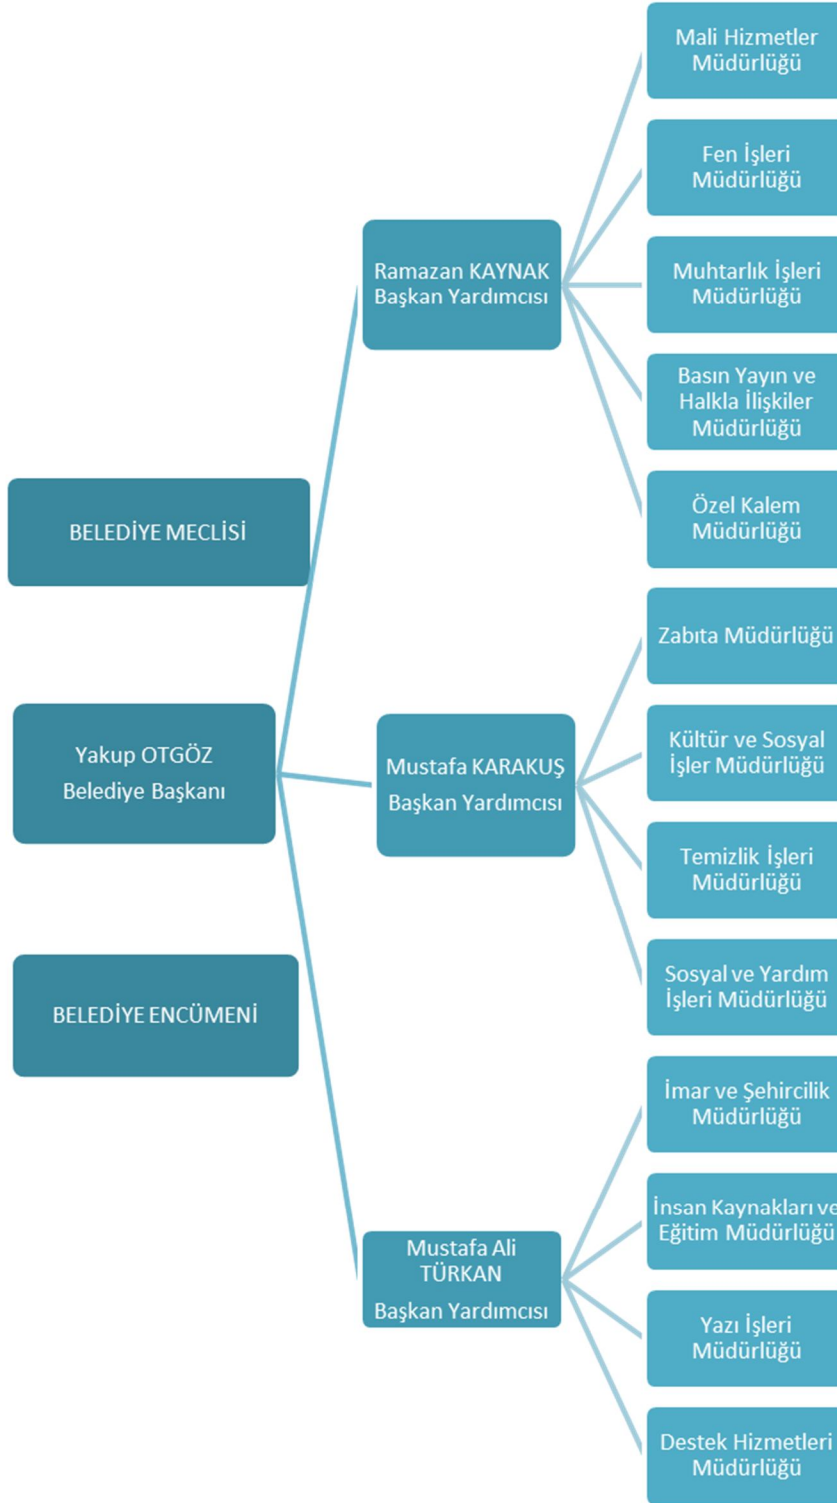 BELEDİYE MECLİSİ
Yakup OTGÖZ
Belediye Başkanı
BELEDİYE ENCÜMENİ
Ramazan KAYNAK
Başkan Yardımcısı
Mali Hizmetler
Müdürlüğü
Fen İşleri
Müdürlüğü
Muhtarlık İşleri
Müdürlüğü
Basın Yayın ve
Halkla İlişkiler
Müdürlüğü
Özel Kalem
Müdürlüğü
Mustafa KARAKUŞ
Başkan Yardımcısı
Zabıta Müdürlüğü
Kültür ve Sosyal
İşler Müdürlüğü
Temizlik İşleri
Müdürlüğü
Sosyal ve Yardım
İşleri Müdürlüğü
Mustafa Ali
TÜRKAN
Başkan Yardımcısı
İmar ve Şehircilik
Müdürlüğü
İnsan Kaynakları ve
Eğitim Müdürlüğü
Yazı İşleri
Müdürlüğü
Destek Hizmetleri
Müdürlüğü